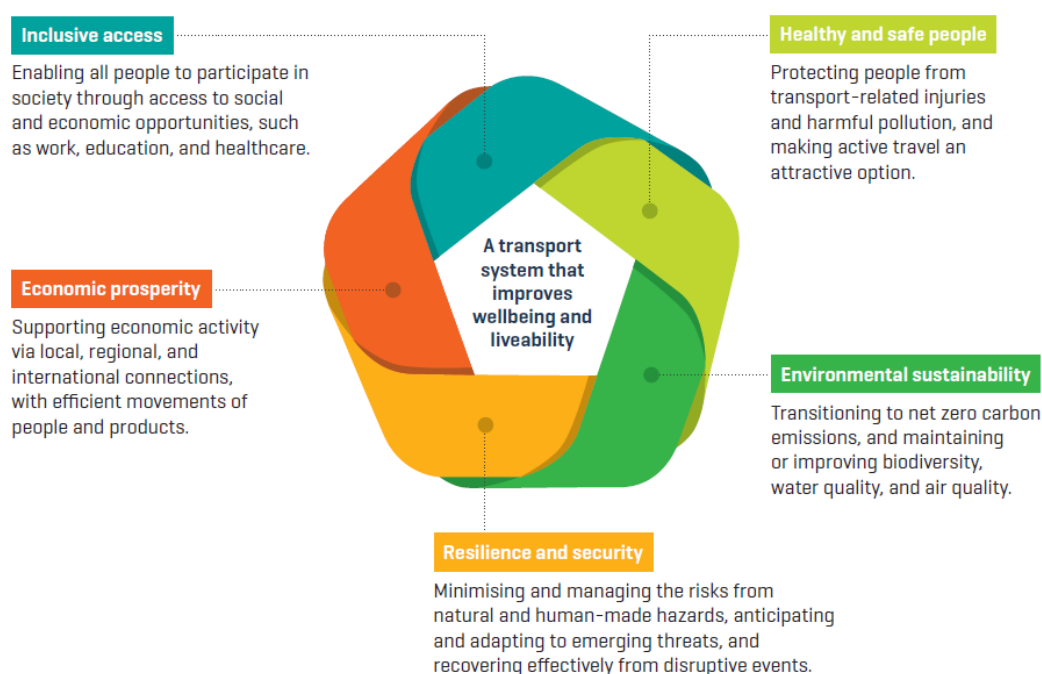 Inclusive access
Enabling all people to participate in
society through access to social
and economic opportunities, such
as work, education, and healthcare.
Healthy and safe people
Protecting people from
transport-related injuries
and harmful pollution, and
making active travel an
attractive option.
A transport
system that
improves
wellbeing and
liveability
Economic prosperity
Supporting economic activity
via local, regional, and
international connections,
with efficient movements of
people and products.
Environmental sustainability
Transitioning to net zero carbon
emissions, and maintaining
or improving biodiversity,
water quality, and air quality.
Resilience and security
Minimising and managing the risks from
natural and human-made hazards, anticipating
and adapting to emerging threats, and
recovering effectively from disruptive events.